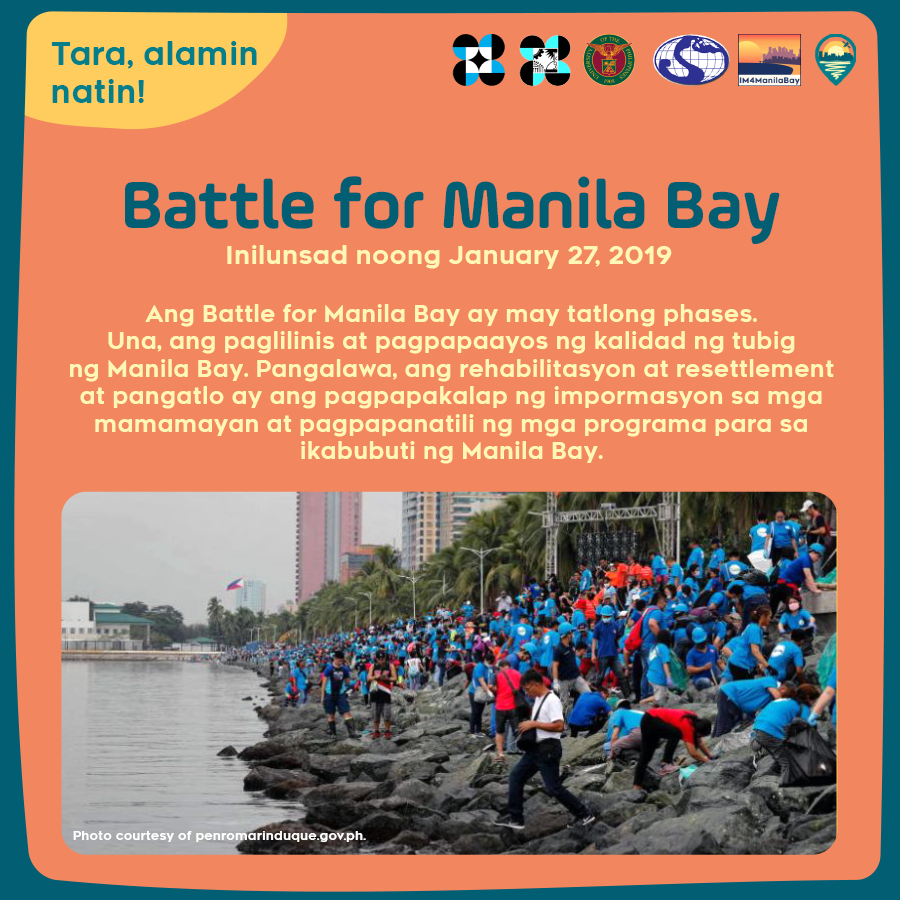 Tara, alamin
natin!
IM4ManilaBay
Battle for Manila Bay
Inilunsad noong January 27, 2019
Ang Battle for Manila Bay ay may tatlong phases.
Una, ang paglilinis at pagpapaayos ng kalidad ng tubig
ng Manila Bay. Pangalawa, ang rehabilitasyon at resettlement
at pangatlo ay ang pagpapakalap ng impormasyon sa mga
mamamayan at pagpapanatili ng mga programa para sa
ikabubuti ng Manila Bay.
Photo courtesy of penromarinduque.gov.ph.